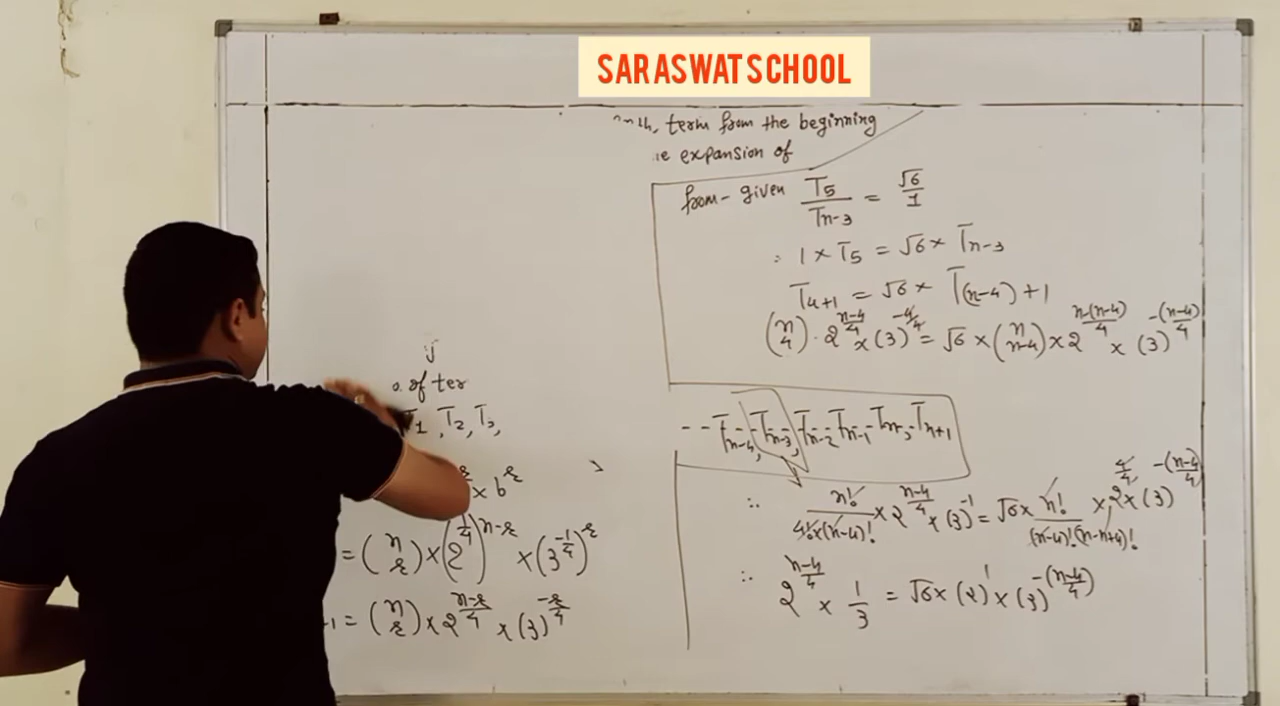 SARASWAT SCHOOL
term from the beginning
expansion of
from- given T5/Tn-3 = √6/1
: 1 × T5 = √6 × Tn-3
T4+1 = √6 × T(n-4)+1
(n 4) · 2^(n-4/4) × (3)^(-4/4) = √6 × (n n-4) × 2^(n-(n-4)/4) × (3)^(-(n-4)/4)
of ter
T1, T2, T3,
-- Tn-4, Tn-3, Tn-2 Tn-1 Tn, Tn+1
× b^r
= (n r) × (2^(1/4))^(n-r) × (3^(-1/4))^r
-1 = (n r) × 2^(n-r/4) × (3)^(-r/4)
∴ n!/4!×(n-4)! × 2^(n-4/4) × (3)^-1 = √6 × n!/(n-4)!(n-n+4)! × 2^(4/4) × (3)^(-(n-4)/4)
∴ 2^(n-4/4) × 1/3 = √6 × (2)^1 × (3)^(-(n-4/4))